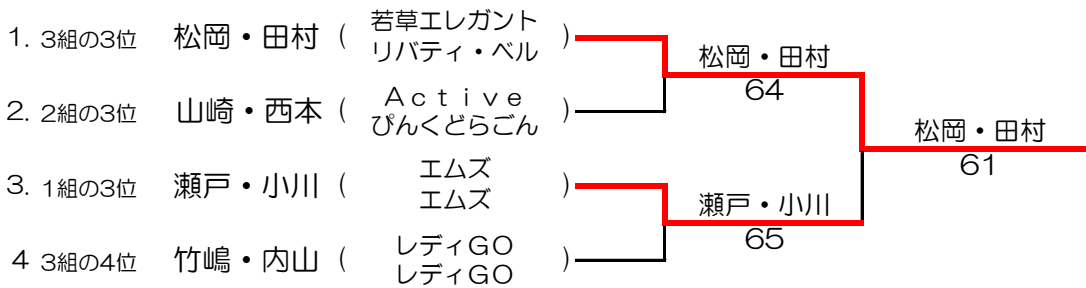 1. 3組の3位 松岡・田村 ( 若草エレガント
リバティ・ベル )
松岡・田村
64
2. 2組の3位 山崎・西本 ( Ａｃｔｉｖｅ
ぴんくどらごん )
松岡・田村
61
3. 1組の3位 瀬戸・小川 ( エムズ
エムズ )
瀬戸・小川
65
4 3組の4位 竹嶋・内山 ( レディGO
レディGO )